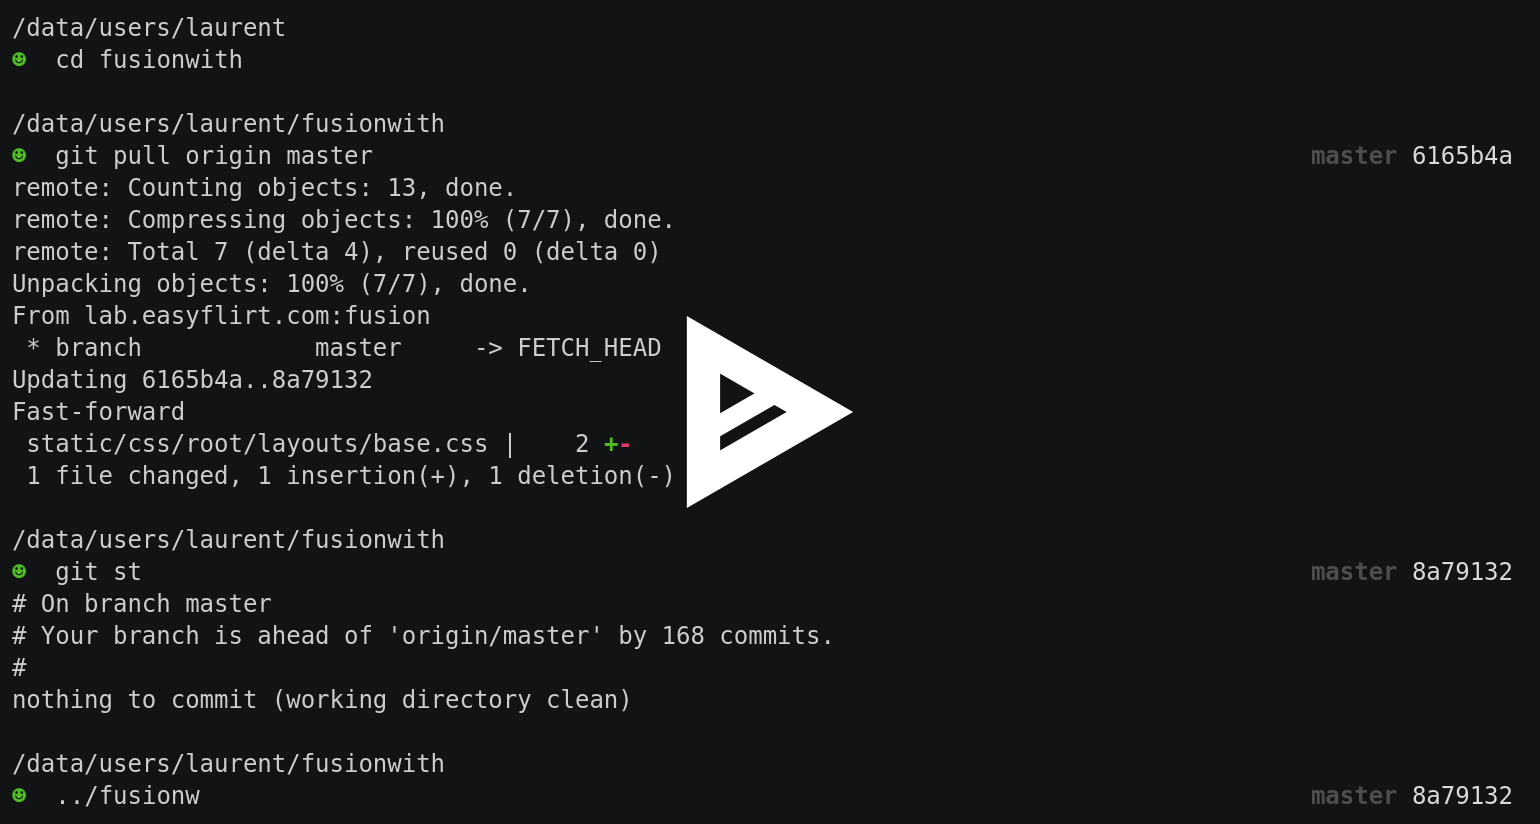 /data/users/laurent
☻  cd fusionwith

/data/users/laurent/fusionwith
☻  git pull origin master master 6165b4a
remote: Counting objects: 13, done.
remote: Compressing objects: 100% (7/7), done.
remote: Total 7 (delta 4), reused 0 (delta 0)
Unpacking objects: 100% (7/7), done.
From lab.easyflirt.com:fusion
 * branch            master     -> FETCH_HEAD
Updating 6165b4a..8a79132
Fast-forward
 static/css/root/layouts/base.css |    2 +-
 1 file changed, 1 insertion(+), 1 deletion(-)

/data/users/laurent/fusionwith
☻  git st master 8a79132
# On branch master
# Your branch is ahead of 'origin/master' by 168 commits.
#
nothing to commit (working directory clean)

/data/users/laurent/fusionwith
☻  ../fusionw master 8a79132